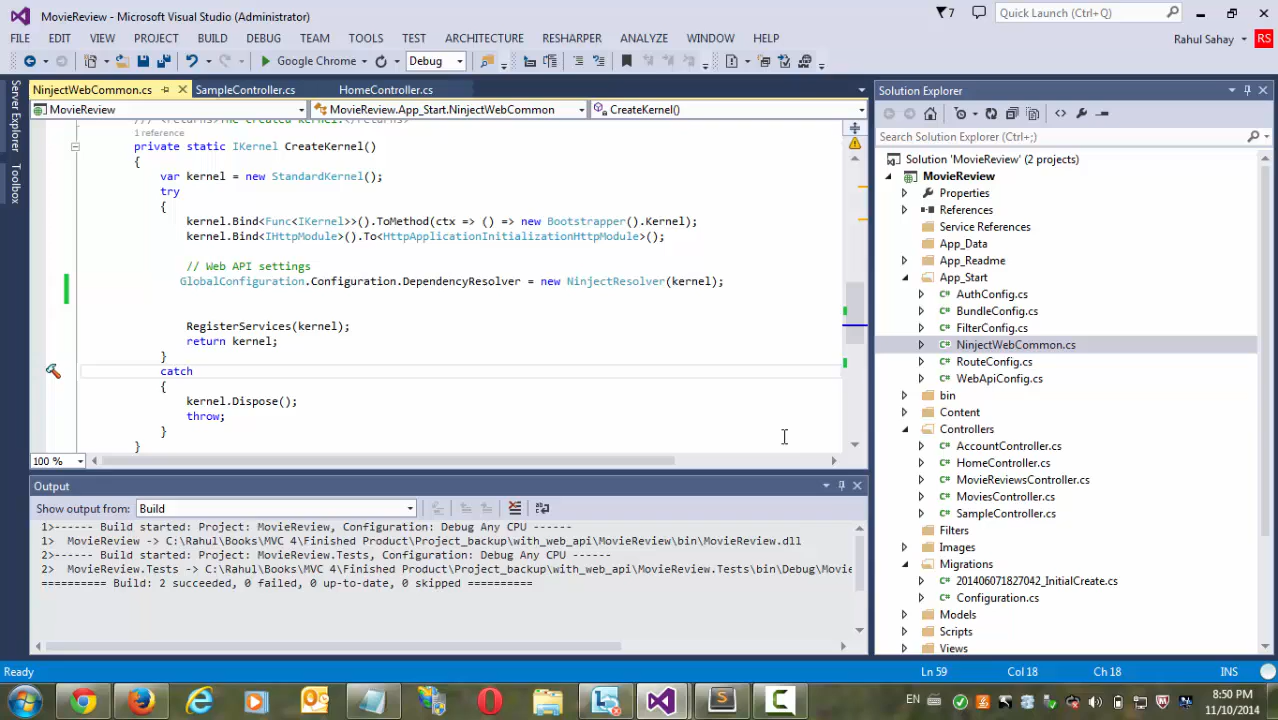 MovieReview - Microsoft Visual Studio (Administrator)
7
Quick Launch (Ctrl+Q)
FILE EDIT VIEW PROJECT BUILD DEBUG TEAM TOOLS TEST ARCHITECTURE RESHARPER ANALYZE WINDOW HELP
Rahul Sahay RS
Google Chrome Debug
Server Explorer
Toolbox
NinjectWebCommon.cs SampleController.cs HomeController.cs
MovieReview MovieReview.App_Start.NinjectWebCommon CreateKernel()
/// <returns>The created kernel.</returns>
1 reference
private static IKernel CreateKernel()
{
var kernel = new StandardKernel();
try
{
kernel.Bind<Func<IKernel>>().ToMethod(ctx => () => new Bootstrapper().Kernel);
kernel.Bind<IHttpModule>().To<HttpApplicationInitializationHttpModule>();
// Web API settings
GlobalConfiguration.Configuration.DependencyResolver = new NinjectResolver(kernel);
RegisterServices(kernel);
return kernel;
}
catch
{
kernel.Dispose();
throw;
}
}
100 %
Output
Show output from: Build
1>------ Build started: Project: MovieReview, Configuration: Debug Any CPU ------
1> MovieReview -> C:\Rahul\Books\MVC 4\Finished Product\Project_backup\with_web_api\MovieReview\bin\MovieReview.dll
2>------ Build started: Project: MovieReview.Tests, Configuration: Debug Any CPU ------
2> MovieReview.Tests -> C:\Rahul\Books\MVC 4\Finished Product\Project_backup\with_web_api\MovieReview.Tests\bin\Debug\Movie
========== Build: 2 succeeded, 0 failed, 0 up-to-date, 0 skipped ==========
Solution Explorer
Search Solution Explorer (Ctrl+;)
Solution 'MovieReview' (2 projects)
MovieReview
Properties
References
Service References
App_Data
App_Readme
App_Start
C# AuthConfig.cs
C# BundleConfig.cs
C# FilterConfig.cs
C# NinjectWebCommon.cs
C# RouteConfig.cs
C# WebApiConfig.cs
bin
Content
Controllers
C# AccountController.cs
C# HomeController.cs
C# MovieReviewsController.cs
C# MoviesController.cs
C# SampleController.cs
Filters
Images
Migrations
C# 201406071827042_InitialCreate.cs
C# Configuration.cs
Models
Scripts
Views
Ready Ln 59 Col 18 Ch 18 INS
EN
8:50 PM
11/10/2014